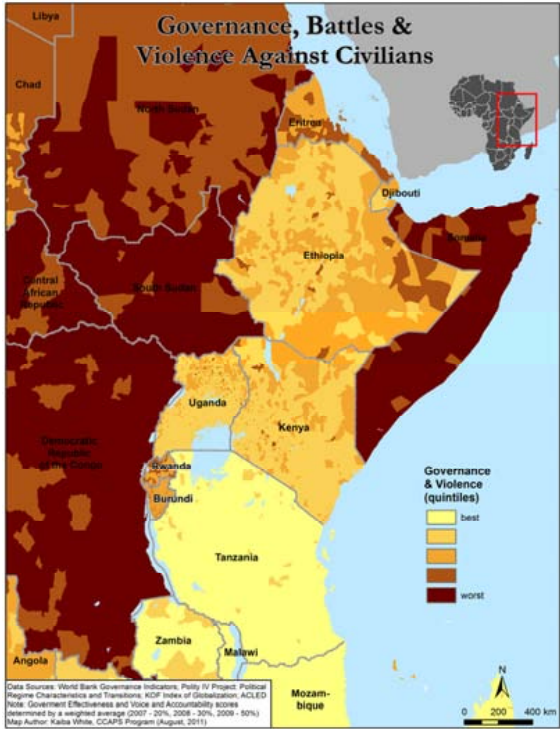 Governance, Battles &
Violence Against Civilians
Libya
Chad
North Sudan
Eritrea
Djibouti
Ethiopia
Somalia
Central
African
Republic
South Sudan
Uganda
Kenya
Democratic
Republic
of the Congo
Rwanda
Burundi
Tanzania
Governance
& Violence
(quintiles)
best
worst
Zambia
Malawi
Angola
Mozam-
bique
N
0 200 400 km
Data Sources: World Bank Governance Indicators; Polity IV Project: Political
Regime Characteristics and Transitions; KOF Index of Globalization; ACLED
Note: Goverment Effectiveness and Voice and Accountability scores
determined by a weighted average (2007 - 20%, 2008 - 30%, 2009 - 50%)
Map Author: Kaiba White, CCAPS Program (August, 2011)